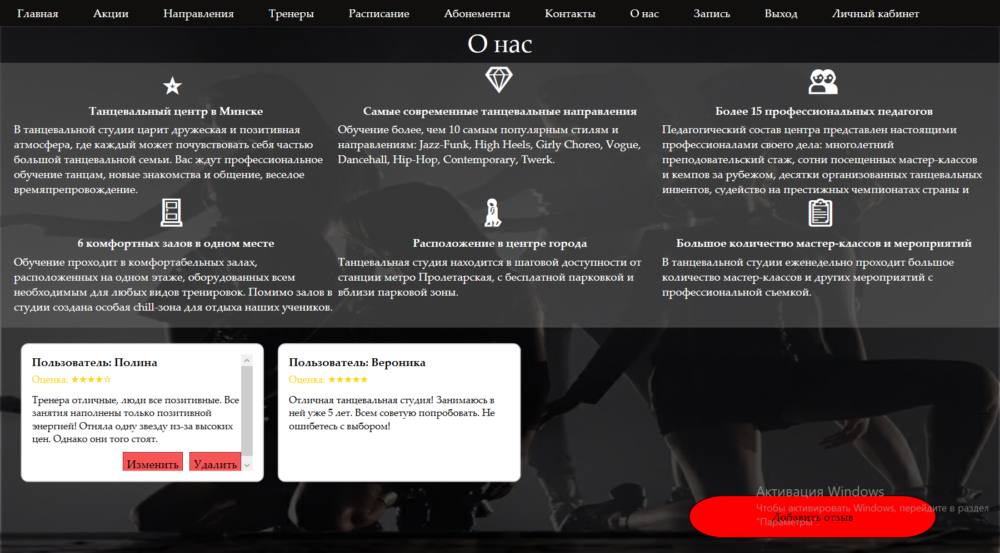 Главная Акции Направления Тренеры Расписание Абонементы Контакты О нас Запись Выход Личный кабинет
О нас
Танцевальный центр в Минске
В танцевальной студии царит дружеская и позитивная
атмосфера, где каждый может почувствовать себя частью
большой танцевальной семьи. Вас ждут профессиональное
обучение танцам, новые знакомства и общение, веселое
времяпрепровождение.
Самые современные танцевальные направления
Обучение более, чем 10 самым популярным стилям и
направлениям: Jazz-Funk, High Heels, Girly Choreo, Vogue,
Dancehall, Hip-Hop, Contemporary, Twerk.
Более 15 профессиональных педагогов
Педагогический состав центра представлен настоящими
профессионалами своего дела: многолетний
преподовательский стаж, сотни посещенных мастер-классов
и кемпов за рубежом, десятки организованных танцевальных
инвентов, судейство на престижных чемпионатах страны и
6 комфортных залов в одном месте
Обучение проходит в комфортабельных залах,
расположенных на одном этаже, оборудованных всем
необходимым для любых видов тренировок. Помимо залов в
студии создана особая chill-зона для отдыха наших учеников.
Расположение в центре города
Танцевальная студия находится в шаговой доступности от
станции метро Пролетарская, с бесплатной парковкой и
вблизи парковой зоны.
Большое количество мастер-классов и мероприятий
В танцевальной студии еженедельно проходит большое
количество мастер-классов и других мероприятий с
профессиональной съемкой.
Пользователь: Полина
Оценка: ★★★★☆
Тренера отличные, люди все позитивные. Все
занятия наполнены только позитивной
энергией! Отняла одну звезду из-за высоких
цен. Однако они того стоят.
Изменить Удалить
Пользователь: Вероника
Оценка: ★★★★★
Отличная танцевальная студия! Занимаюсь в
ней уже 5 лет. Всем советую попробовать. Не
ошибетесь с выбором!
Активация Windows
Чтобы активировать Windows, перейдите в раздел
"Параметры".
Добавить отзыв